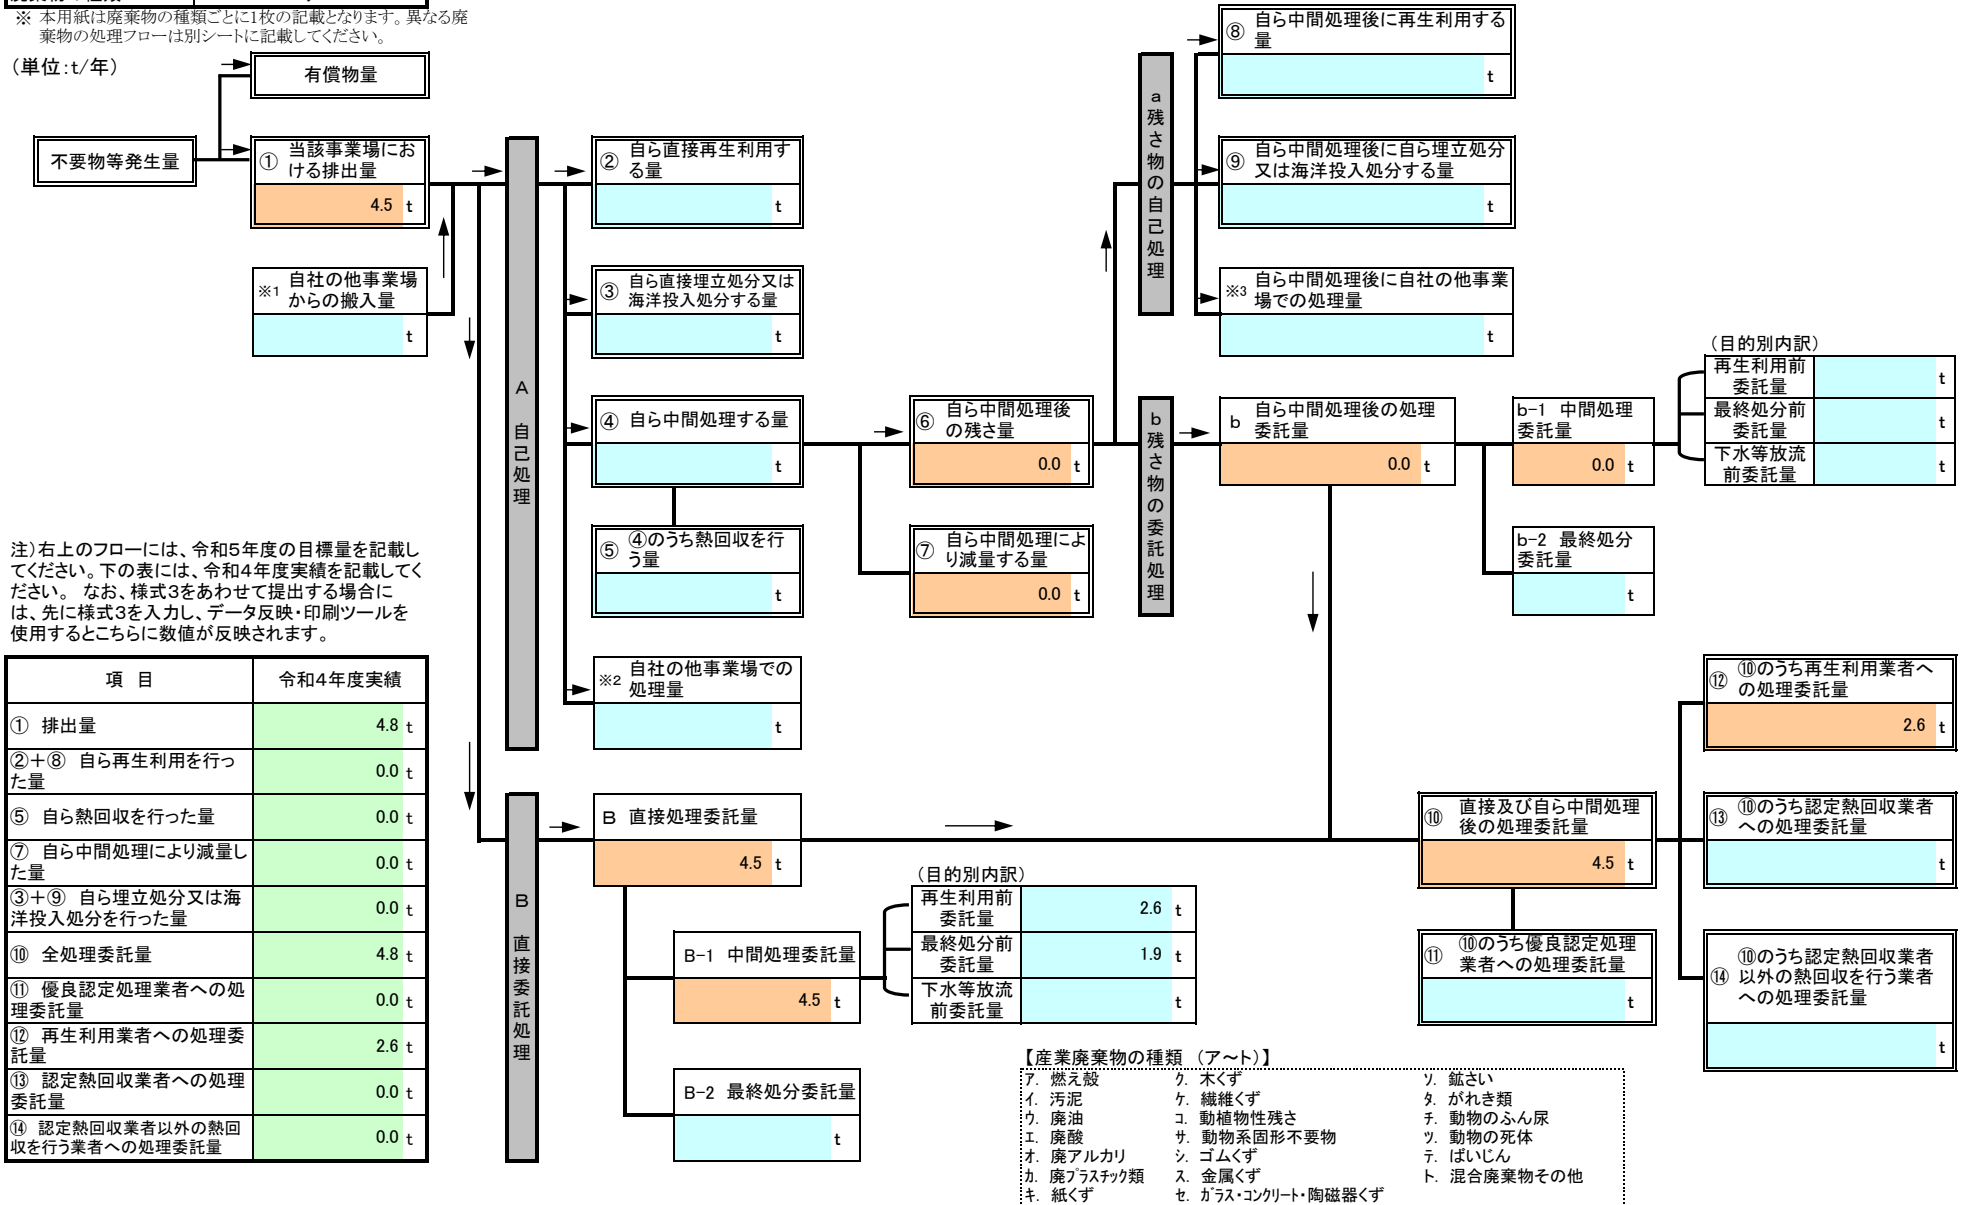 ※ 本用紙は廃棄物の種類ごとに1枚の記載となります。異なる廃
棄物の処理フローは別シートに記載してください。
（単位：t/年）
有償物量
不要物等発生量
① 当該事業場にお
ける排出量
4.5 t
※1 自社の他事業場
からの搬入量
t
A 自己処理
② 自ら直接再生利用す
る量
t
③ 自ら直接埋立処分又は
海洋投入処分する量
t
④ 自ら中間処理する量
t
⑤ ④のうち熱回収を行
う量
t
※2 自社の他事業場での
処理量
t
⑥ 自ら中間処理後
の残さ量
0.0 t
⑦ 自ら中間処理によ
り減量する量
0.0 t
a 残さ物の自己処理
⑧ 自ら中間処理後に再生利用する
量
t
⑨ 自ら中間処理後に自ら埋立処分
又は海洋投入処分する量
t
※3 自ら中間処理後に自社の他事業
場での処理量
t
b 残さ物の委託処理
b 自ら中間処理後の処理
委託量
0.0 t
b-1 中間処理
委託量
0.0 t
（目的別内訳）
再生利用前
委託量
t
最終処分前
委託量
t
下水等放流
前委託量
t
b-2 最終処分
委託量
t
注）右上のフローには、令和5年度の目標量を記載し
てください。下の表には、令和4年度実績を記載してく
ださい。 なお、様式3をあわせて提出する場合に
は、先に様式3を入力し、データ反映・印刷ツールを
使用するとこちらに数値が反映されます。
項 目 令和4年度実績
① 排出量 4.8 t
②＋⑧ 自ら再生利用を行っ
た量 0.0 t
⑤ 自ら熱回収を行った量 0.0 t
⑦ 自ら中間処理により減量し
た量 0.0 t
③＋⑨ 自ら埋立処分又は海
洋投入処分を行った量 0.0 t
⑩ 全処理委託量 4.8 t
⑪ 優良認定処理業者への処
理委託量 0.0 t
⑫ 再生利用業者への処理委
託量 2.6 t
⑬ 認定熱回収業者への処理
委託量 0.0 t
⑭ 認定熱回収業者以外の熱回
収を行う業者への処理委託量 0.0 t
B 直接委託処理
B 直接処理委託量
4.5 t
B-1 中間処理委託量
4.5 t
（目的別内訳）
再生利用前
委託量
2.6 t
最終処分前
委託量
1.9 t
下水等放流
前委託量
t
B-2 最終処分委託量
t
⑩ 直接及び自ら中間処理
後の処理委託量
4.5 t
⑪ ⑩のうち優良認定処理
業者への処理委託量
t
⑫ ⑩のうち再生利用業者へ
の処理委託量
2.6 t
⑬ ⑩のうち認定熱回収業者
への処理委託量
t
⑭ ⑩のうち認定熱回収業者
以外の熱回収を行う業者
への処理委託量
t
【産業廃棄物の種類 （ア～ト）】
ア. 燃え殻 ク. 木くず ソ. 鉱さい
イ. 汚泥 ケ. 繊維くず タ. がれき類
ウ. 廃油 コ. 動植物性残さ チ. 動物のふん尿
エ. 廃酸 サ. 動物系固形不要物 ツ. 動物の死体
オ. 廃アルカリ シ. ゴムくず テ. ばいじん
カ. 廃プラスチック類 ス. 金属くず ト. 混合廃棄物その他
キ. 紙くず セ. ガラス・コンクリート・陶磁器くず